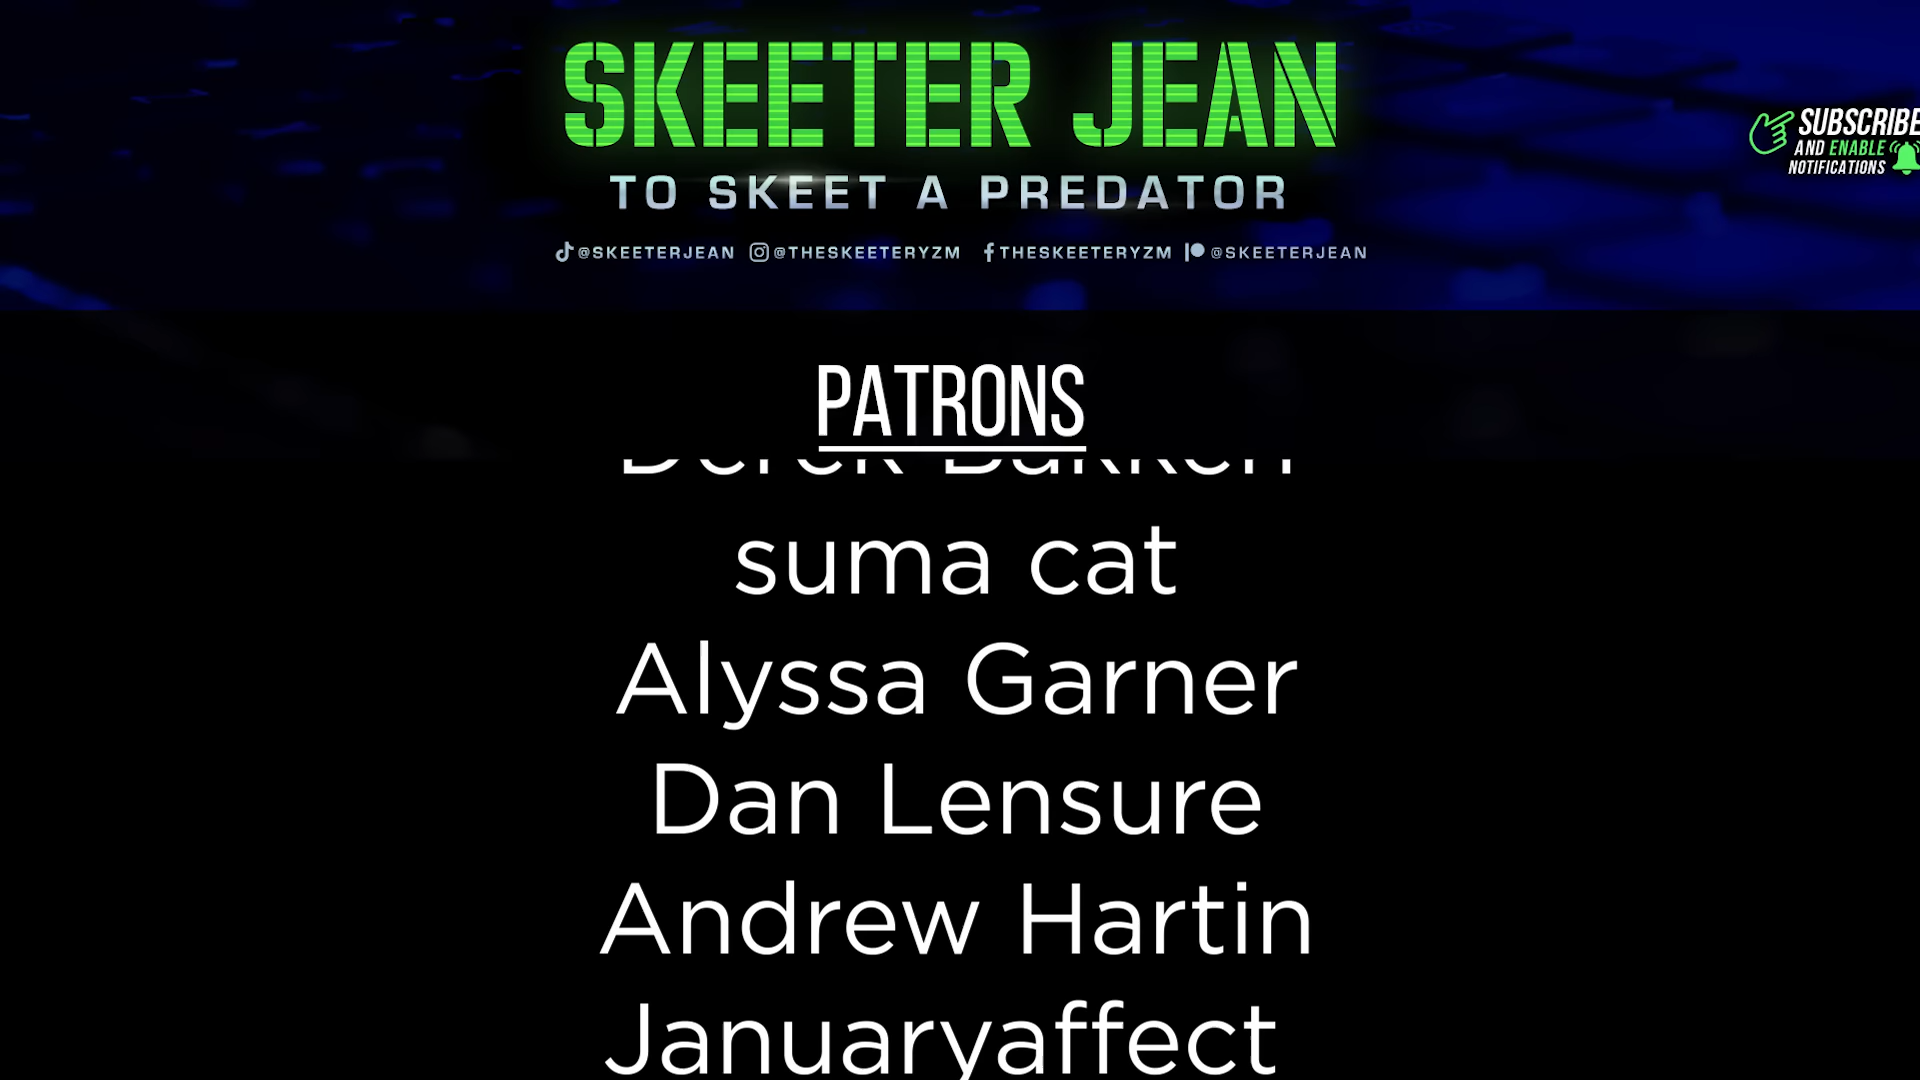 SKEETER JEAN
TO SKEET A PREDATOR
@SKEETERJEAN @THESKEETERYZM THESKEETERYZM @SKEETERJEAN
SUBSCRIBE
AND ENABLE
NOTIFICATIONS
PATRONS
suma cat
Alyssa Garner
Dan Lensure
Andrew Hartin
Januaryaffect